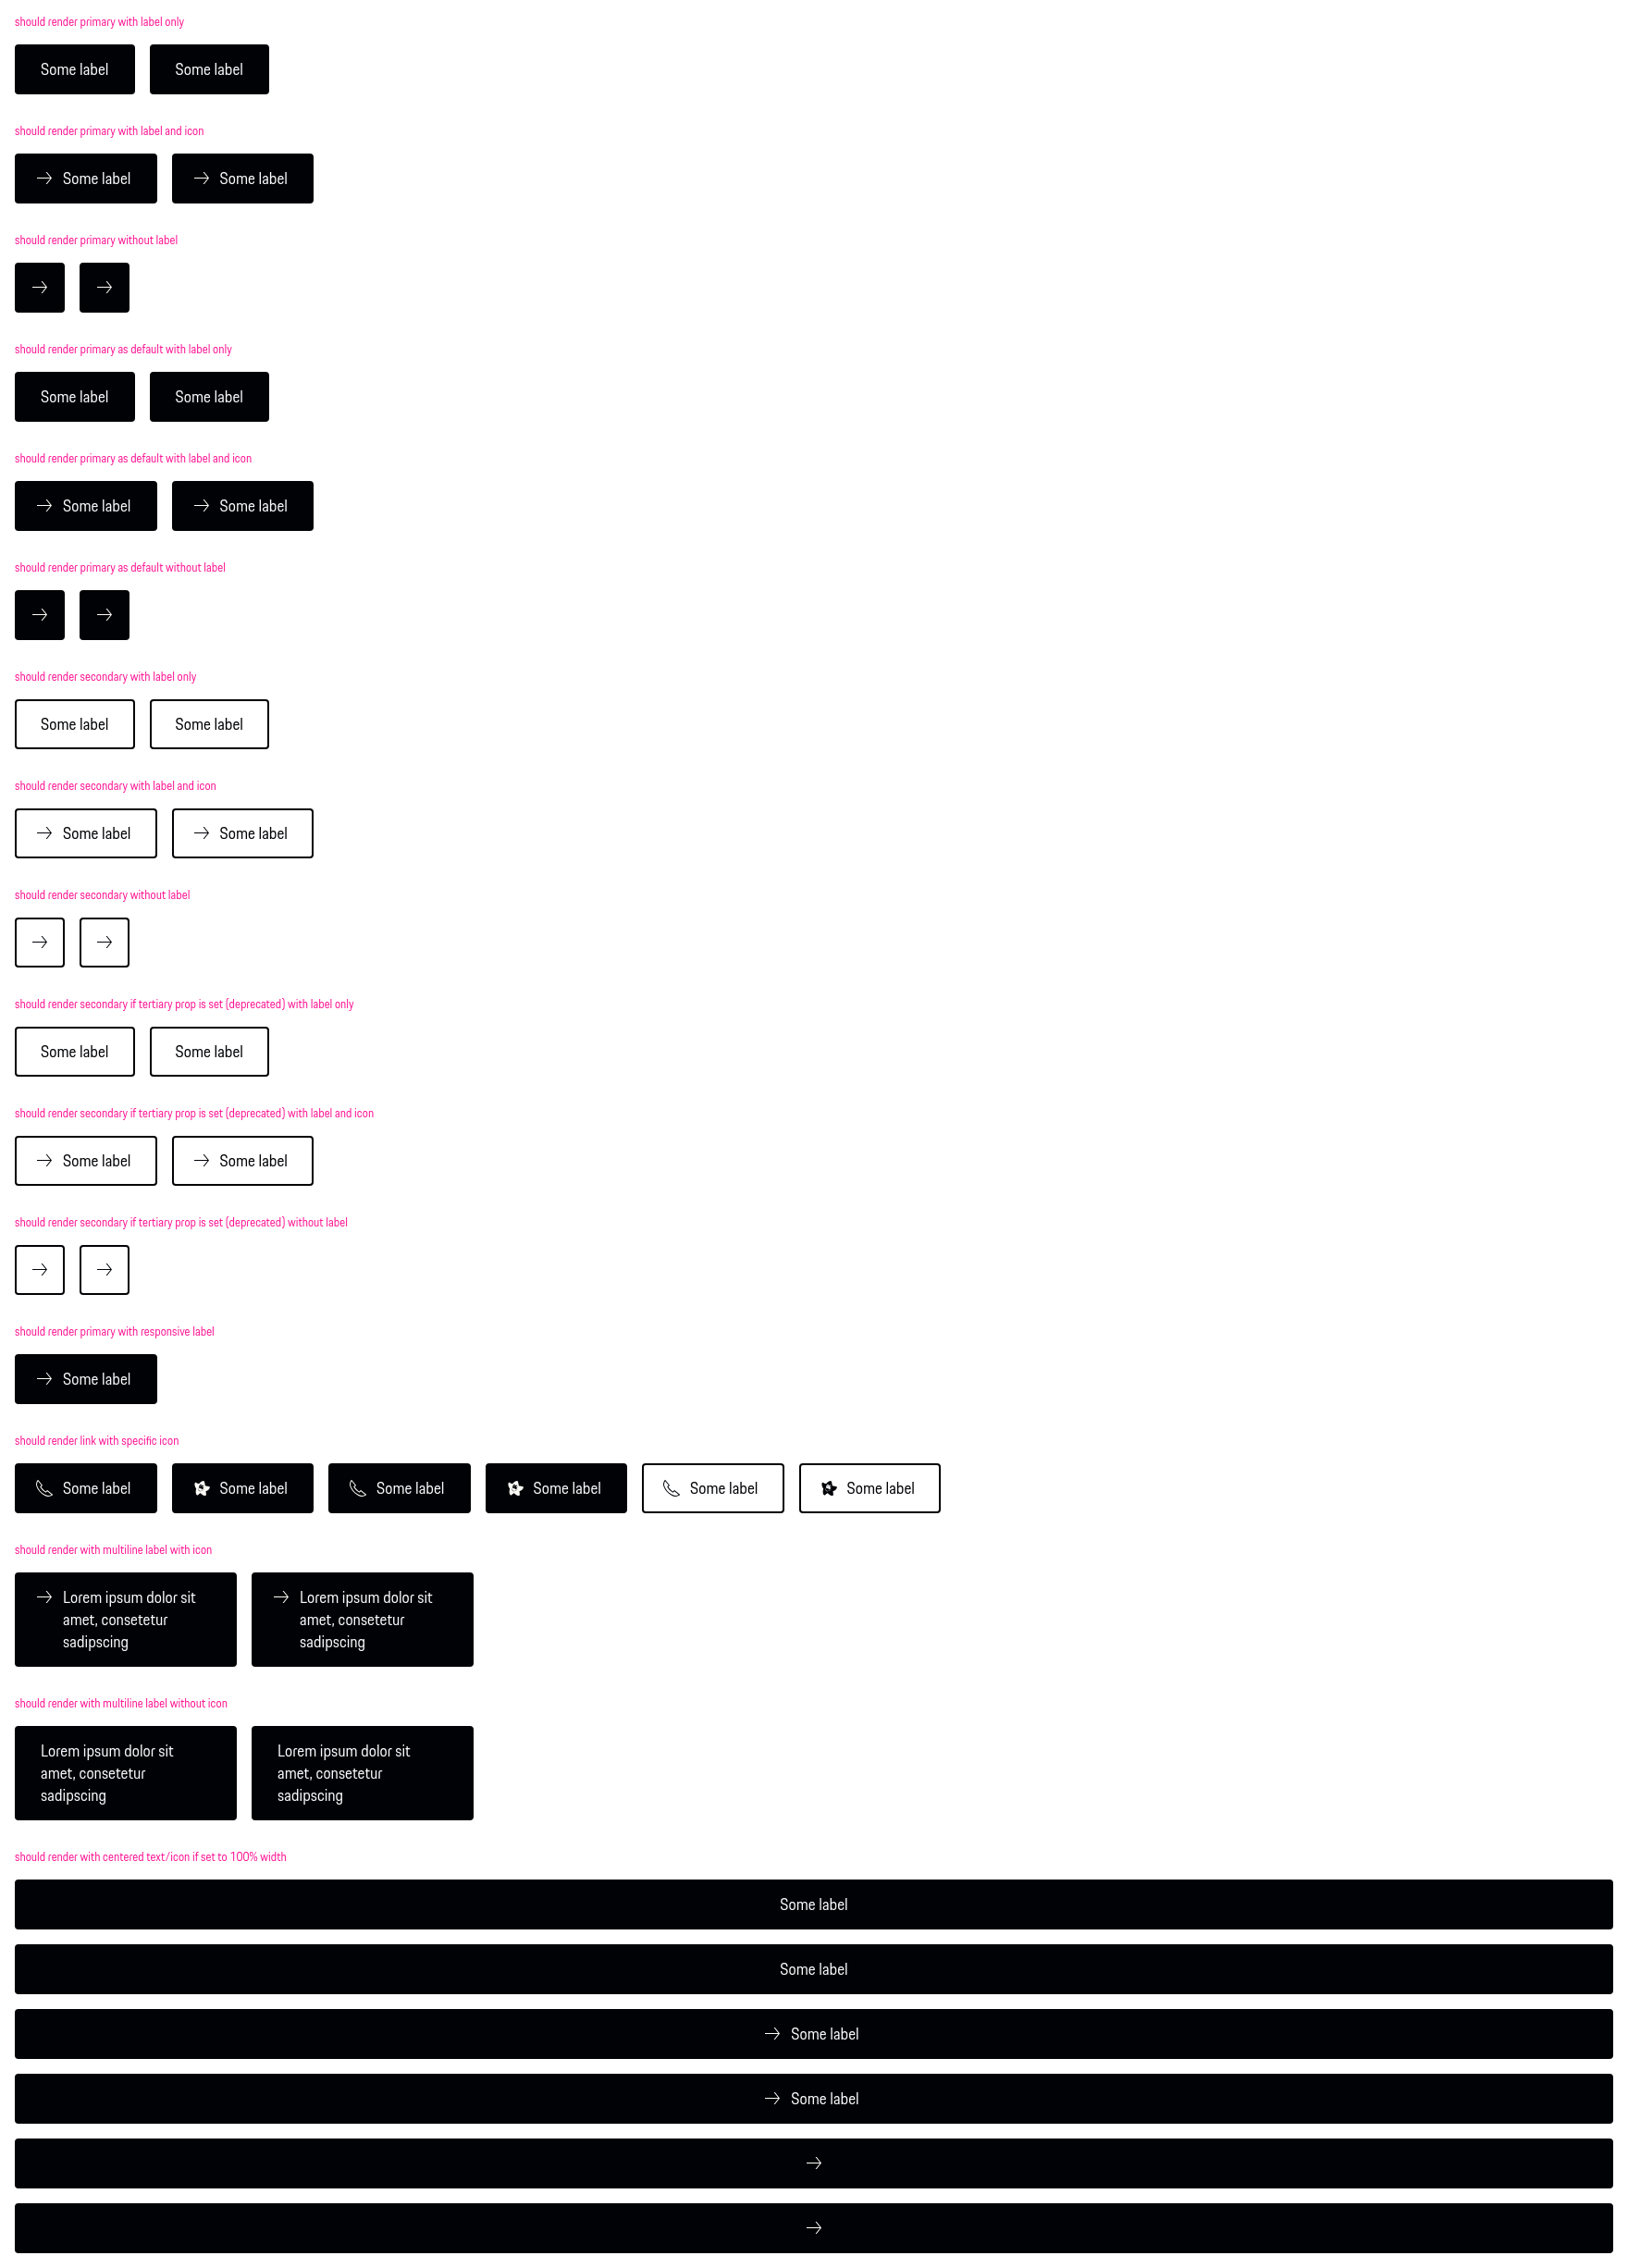 should render primary with label only
Some label Some label
should render primary with label and icon
Some label Some label
should render primary without label
should render primary as default with label only
Some label Some label
should render primary as default with label and icon
Some label Some label
should render primary as default without label
should render secondary with label only
Some label Some label
should render secondary with label and icon
Some label Some label
should render secondary without label
should render secondary if tertiary prop is set (deprecated) with label only
Some label Some label
should render secondary if tertiary prop is set (deprecated) with label and icon
Some label Some label
should render secondary if tertiary prop is set (deprecated) without label
should render primary with responsive label
Some label
should render link with specific icon
Some label Some label Some label Some label Some label Some label
should render with multiline label with icon
Lorem ipsum dolor sit
amet, consetetur
sadipscing
Lorem ipsum dolor sit
amet, consetetur
sadipscing
should render with multiline label without icon
Lorem ipsum dolor sit
amet, consetetur
sadipscing
Lorem ipsum dolor sit
amet, consetetur
sadipscing
should render with centered text/icon if set to 100% width
Some label
Some label
Some label
Some label